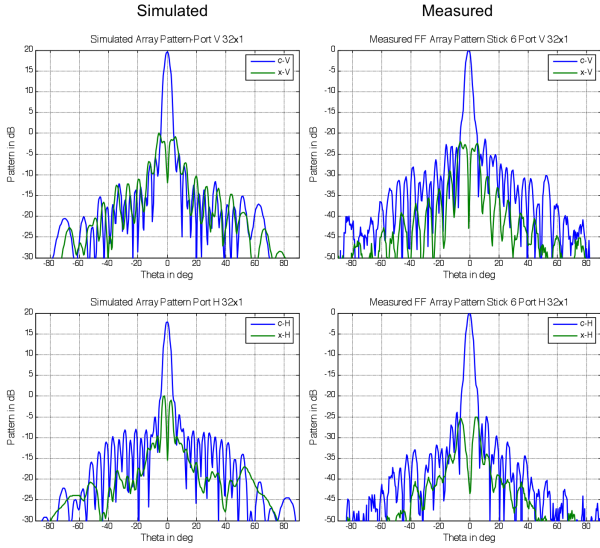 Simulated
Measured
Simulated Array Pattern-Port V 32x1
20
15
10
5
0
-5
-10
-15
-20
-25
-30
Pattern in dB
-80 -60 -40 -20 0 20 40 60 80
Theta in deg
c-V
x-V
Measured FF Array Pattern Stick 6 Port V 32x1
0
-5
-10
-15
-20
-25
-30
-35
-40
-45
-50
Pattern in dB
-80 -60 -40 -20 0 20 40 60 80
Theta in deg
c-V
x-V
Simulated Array Pattern Port H 32x1
20
15
10
5
0
-5
-10
-15
-20
-25
-30
Pattern in dB
-80 -60 -40 -20 0 20 40 60 80
Theta in deg
c-H
x-H
Measured FF Array Pattern Stick 6 Port H 32x1
0
-5
-10
-15
-20
-25
-30
-35
-40
-45
-50
Pattern in dB
-80 -60 -40 -20 0 20 40 60 80
Theta in deg
c-H
x-H